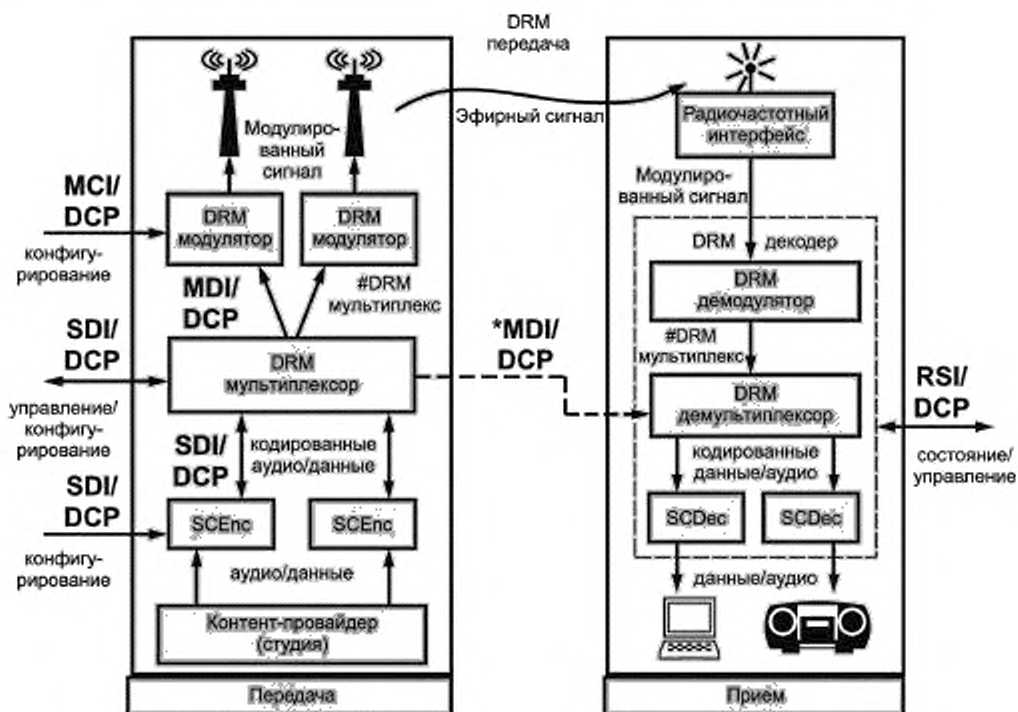 DRM
передача
Эфирный сигнал
Модулиро-
ванный
сигнал
MCI/
DCP
конфигу-
рирование
DRM
модулятор
DRM
модулятор
MDI/
DCP
#DRM
мультиплекс
SDI/
DCP
управление/
конфигу-
рирование
DRM
мультиплексор
SDI/
DCP
кодированные
аудио/данные
SDI/
DCP
конфигу-
рирование
SCEnc
SCEnc
аудио/данные
Контент-провайдер
(студия)
Передача
*MDI/
DCP
Радиочастотный
интерфейс
Модулиро-
ванный сигнал
DRM декодер
DRM
демодулятор
#DRM
мультиплекс
DRM
демультиплексор
RSI/
DCP
состояние/
управление
кодированные
данные/аудио
SCDec
SCDec
данные/аудио
Приём